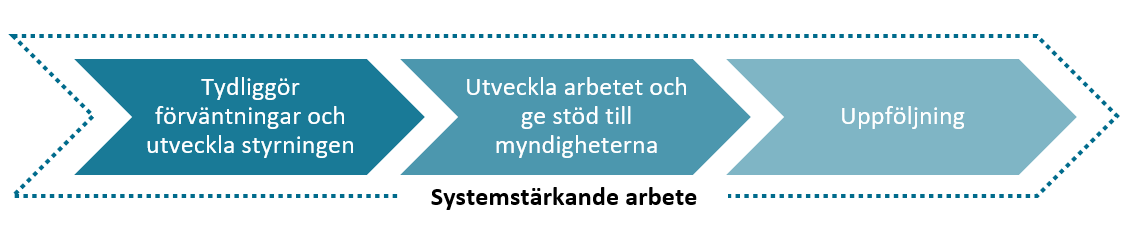 Tydliggör
förväntningar och
utveckla styrningen
Utveckla arbetet och
ge stöd till
myndigheterna
Uppföljning
Systemstärkande arbete